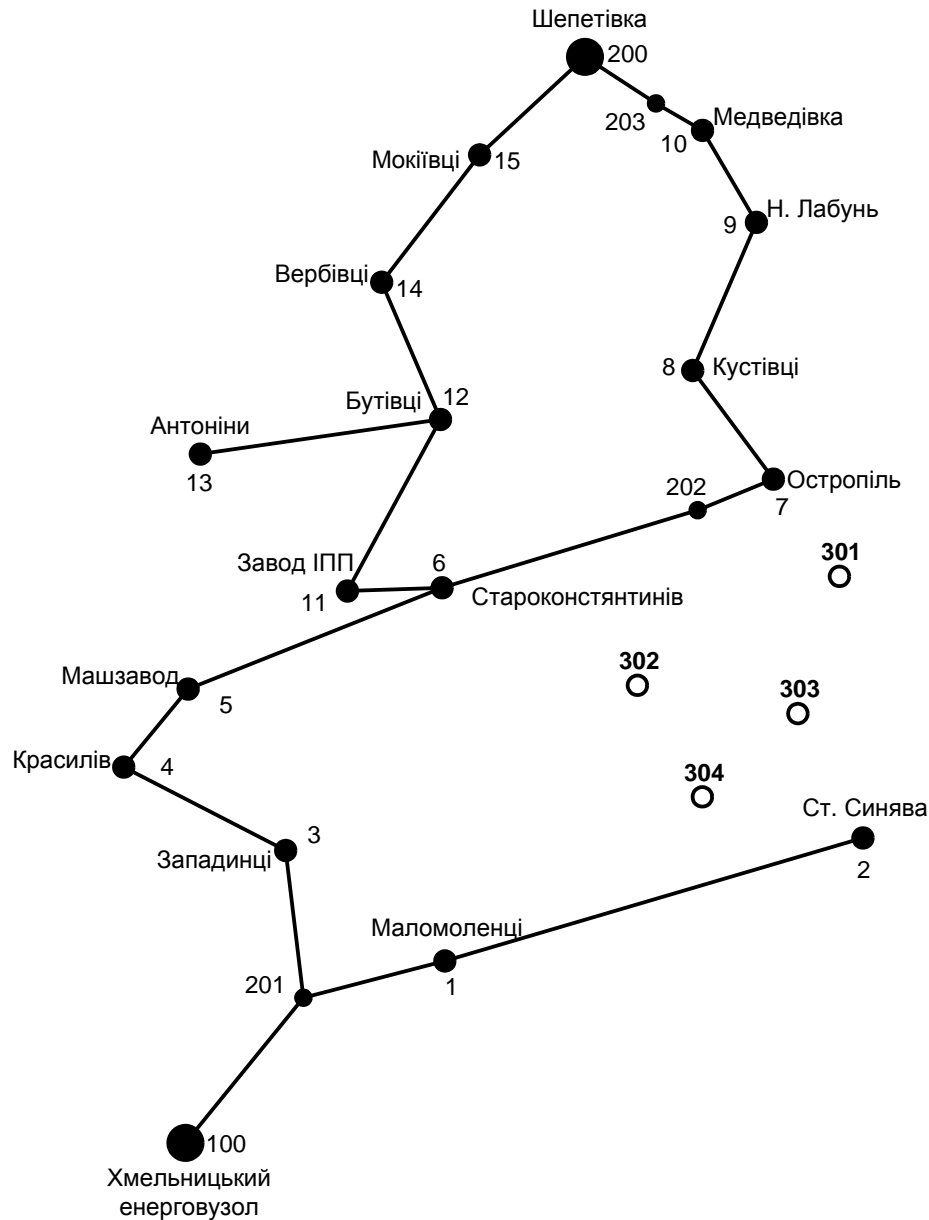 Шепетівка
200
203
Медведівка
10
Мокіївці
15
Н. Лабунь
9
Вербівці
14
8
Кустівці
12
Бутівці
Антоніни
13
202
Остропіль
7
301
Завод ІПП
6
11
Староконстянтинів
302
Машзавод
5
303
Красилів
4
304
Ст. Синява
3
Западинці
2
Маломоленці
201
1
100
Хмельницький
енерговузол